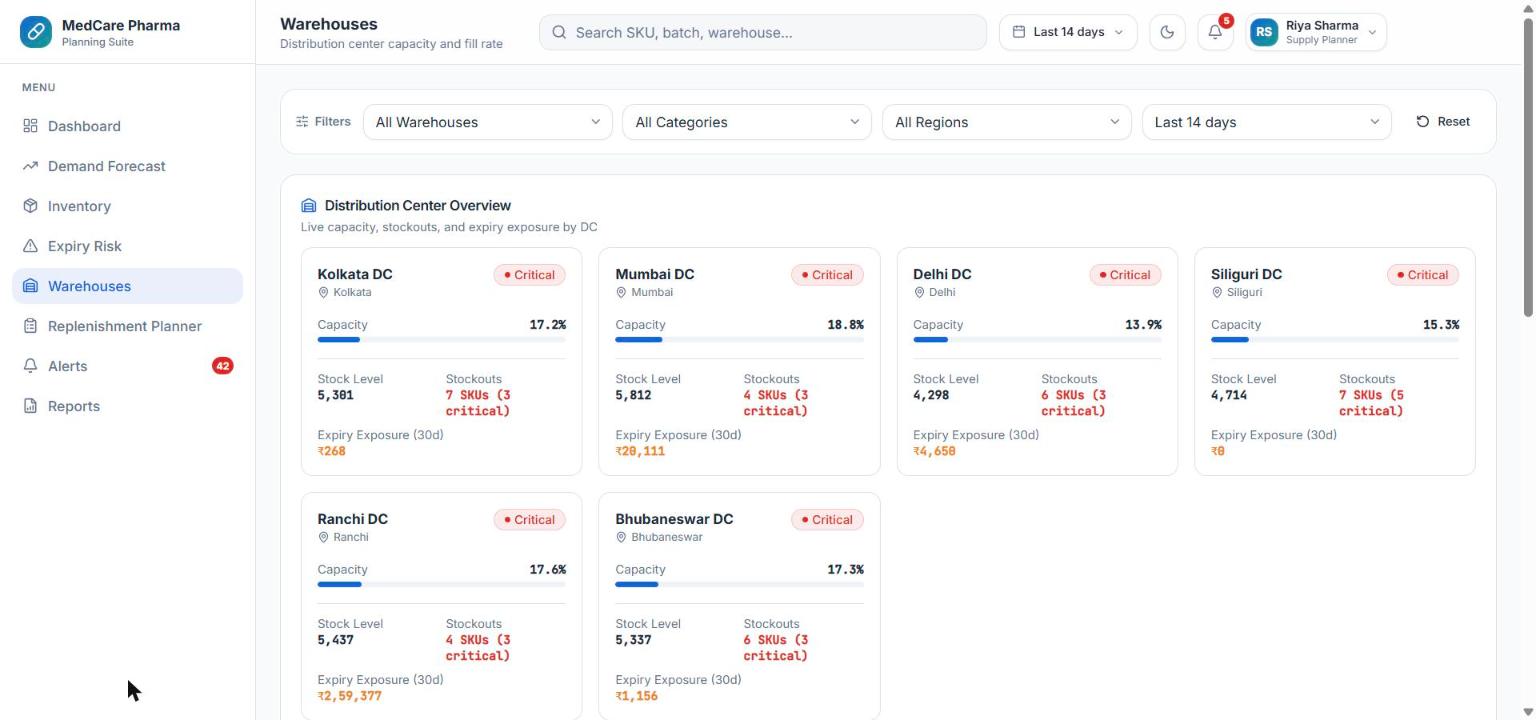 MedCare Pharma
Planning Suite
MENU
Dashboard
Demand Forecast
Inventory
Expiry Risk
Warehouses
Replenishment Planner
Alerts 42
Reports
Warehouses
Distribution center capacity and fill rate
Search SKU, batch, warehouse...
Last 14 days
5
RS
Riya Sharma
Supply Planner
Filters
All Warehouses
All Categories
All Regions
Last 14 days
Reset
Distribution Center Overview
Live capacity, stockouts, and expiry exposure by DC
Kolkata DC
Critical
Kolkata
Capacity 17.2%
Stock Level
5,301
Stockouts
7 SKUs (3
critical)
Expiry Exposure (30d)
₹268
Mumbai DC
Critical
Mumbai
Capacity 18.8%
Stock Level
5,812
Stockouts
4 SKUs (3
critical)
Expiry Exposure (30d)
₹20,111
Delhi DC
Critical
Delhi
Capacity 13.9%
Stock Level
4,298
Stockouts
6 SKUs (3
critical)
Expiry Exposure (30d)
₹4,650
Siliguri DC
Critical
Siliguri
Capacity 15.3%
Stock Level
4,714
Stockouts
7 SKUs (5
critical)
Expiry Exposure (30d)
₹0
Ranchi DC
Critical
Ranchi
Capacity 17.6%
Stock Level
5,437
Stockouts
4 SKUs (3
critical)
Expiry Exposure (30d)
₹2,59,377
Bhubaneswar DC
Critical
Bhubaneswar
Capacity 17.3%
Stock Level
5,337
Stockouts
6 SKUs (3
critical)
Expiry Exposure (30d)
₹1,156